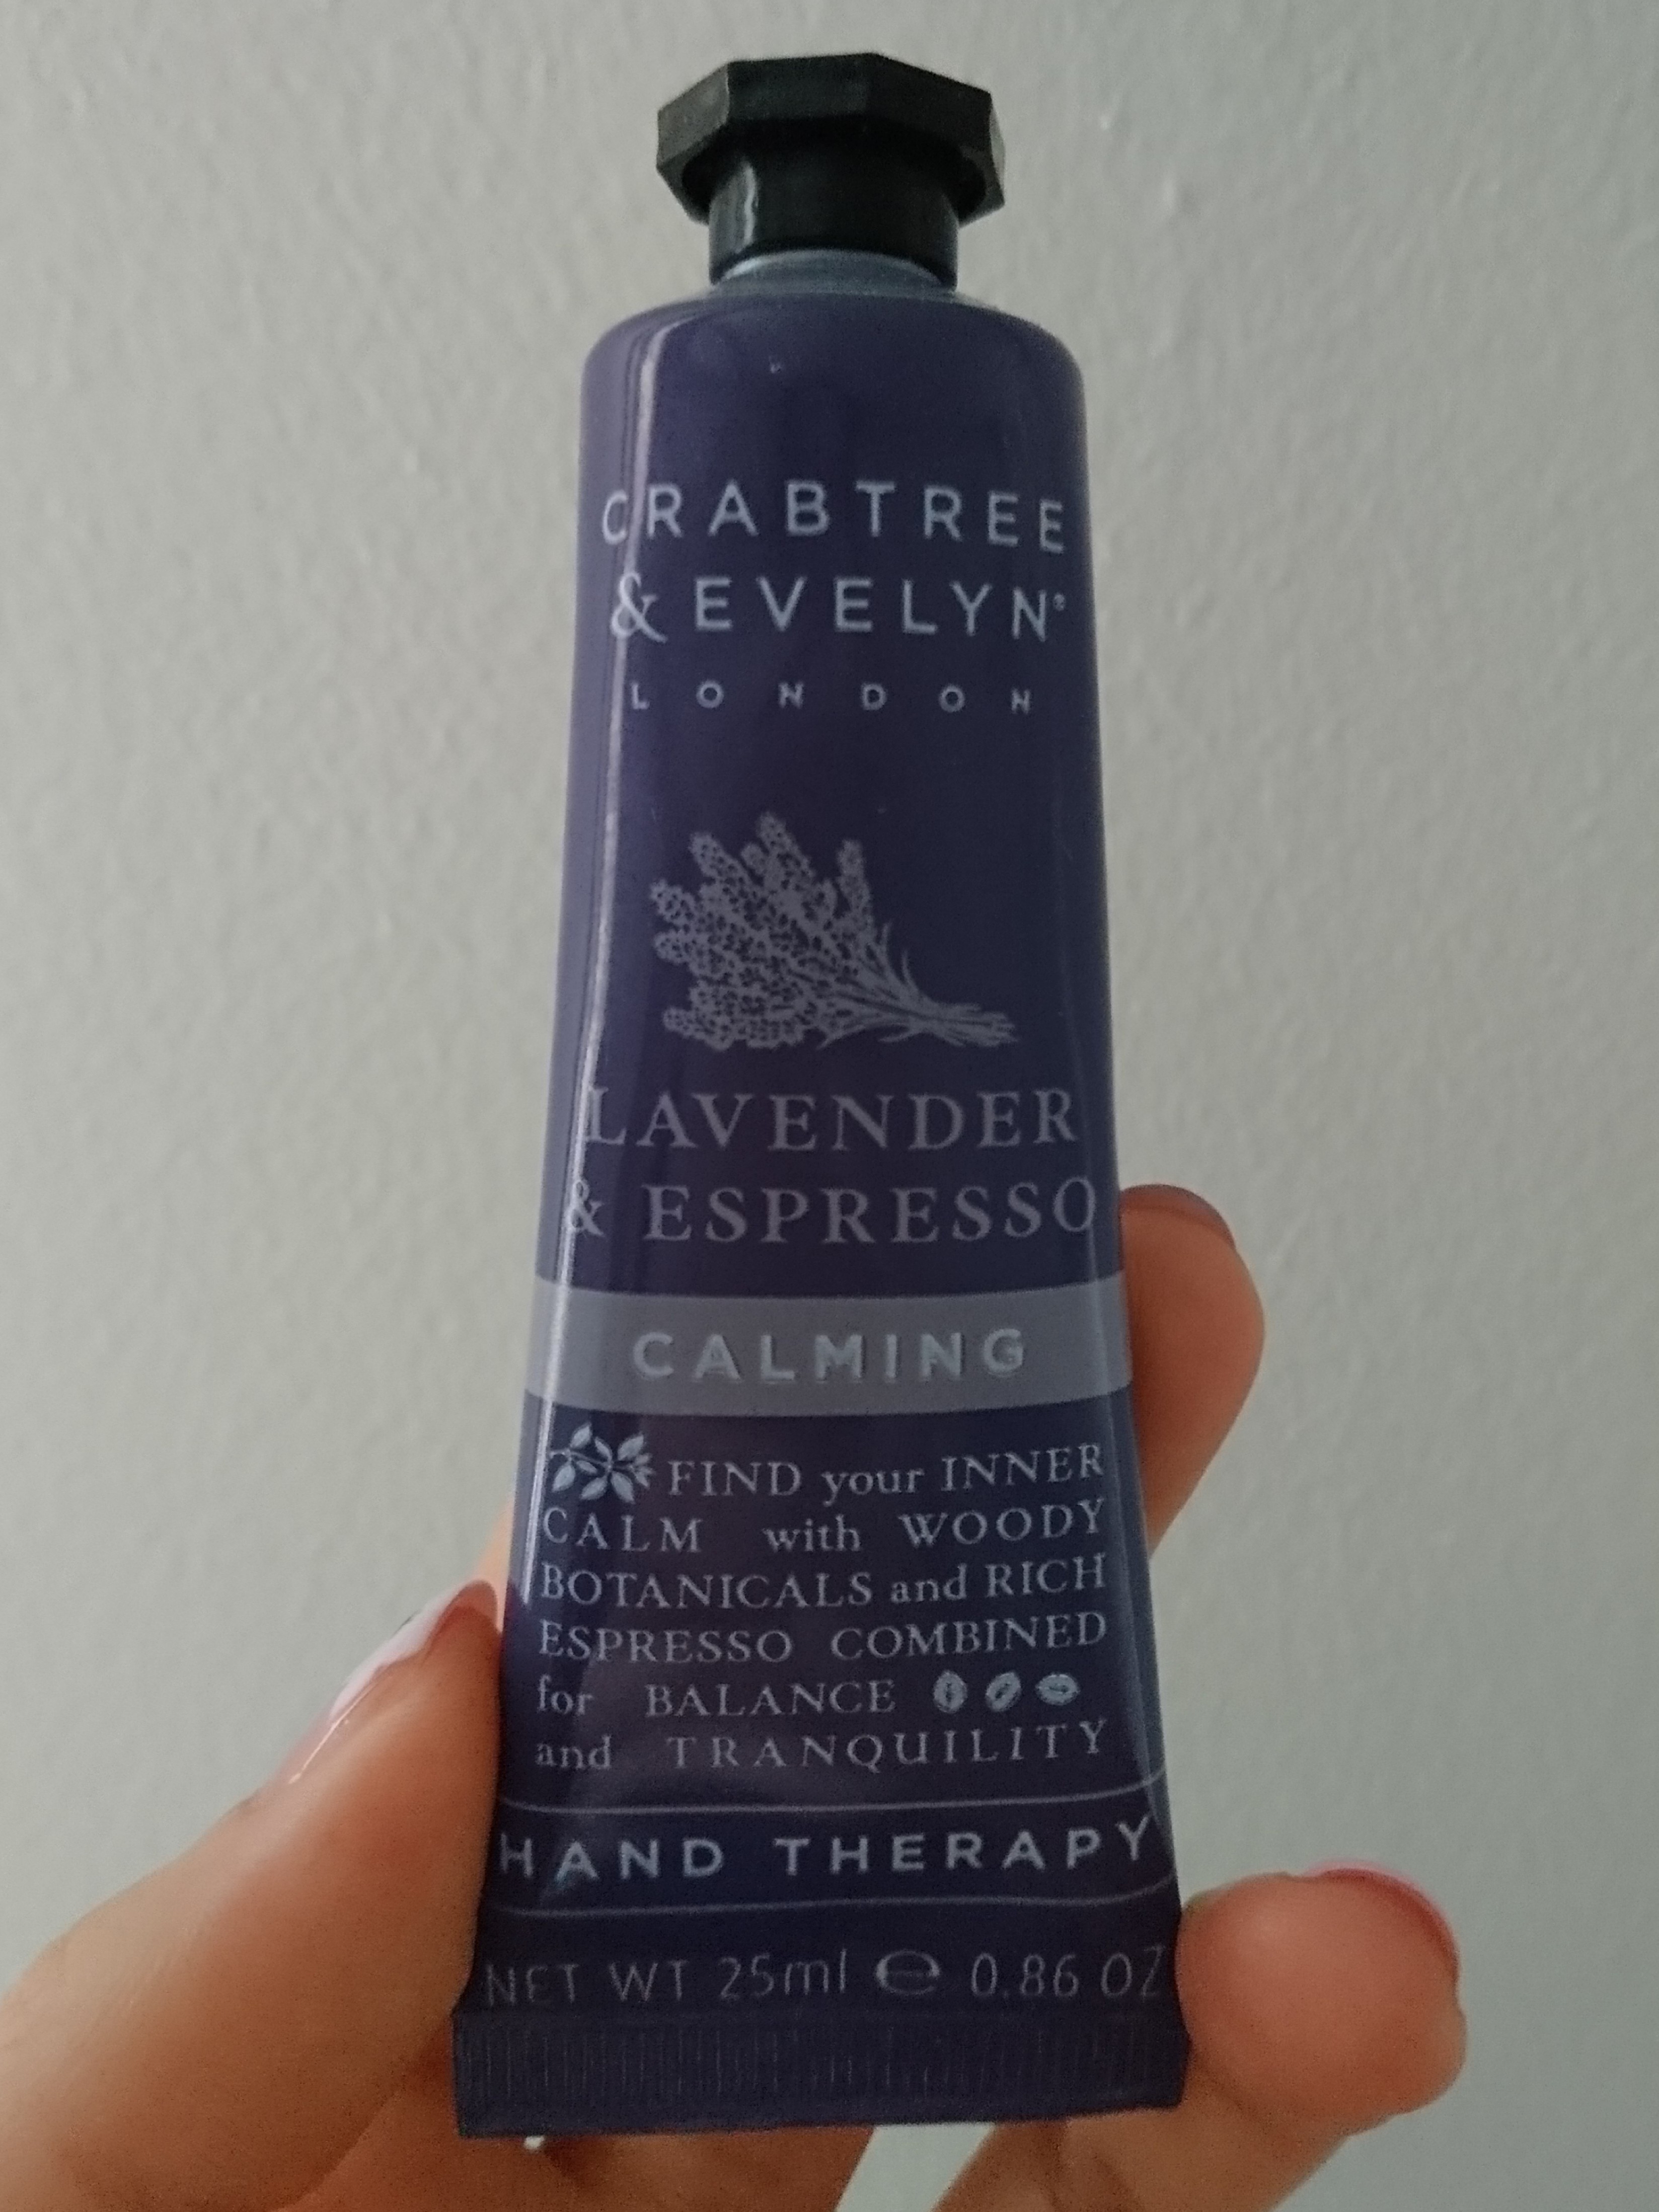 CRABTREE
& EVELYN®
LONDON
LAVENDER
& ESPRESSO
CALMING
FIND your INNER
CALM with WOODY
BOTANICALS and RICH
ESPRESSO COMBINED
for BALANCE
and TRANQUILITY
HAND THERAPY
NET WT 25ml ℮ 0.86 OZ